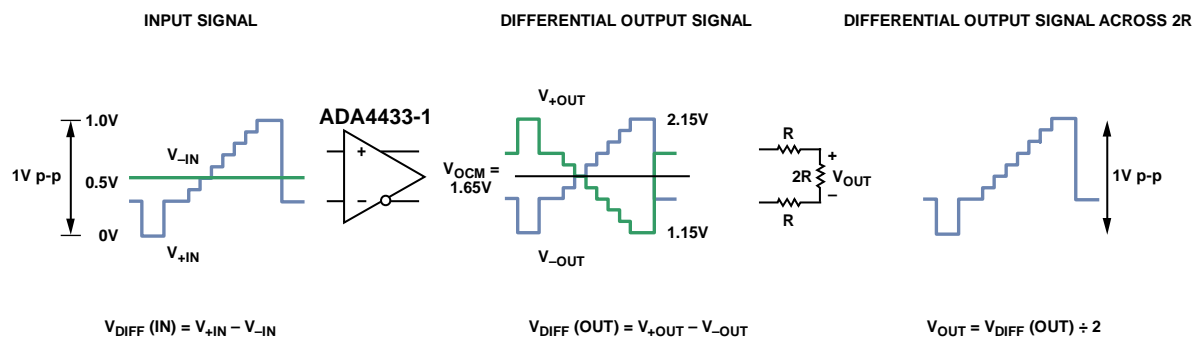 INPUT SIGNAL
DIFFERENTIAL OUTPUT SIGNAL
DIFFERENTIAL OUTPUT SIGNAL ACROSS 2R
1V p-p
1.0V
0.5V
0V
V–IN
V+IN
ADA4433-1
+
–
V+OUT
VOCM =
1.65V
2.15V
1.15V
V–OUT
R
2R
R
+
VOUT
–
1V p-p
VDIFF (IN) = V+IN – V–IN
VDIFF (OUT) = V+OUT – V–OUT
VOUT = VDIFF (OUT) ÷ 2